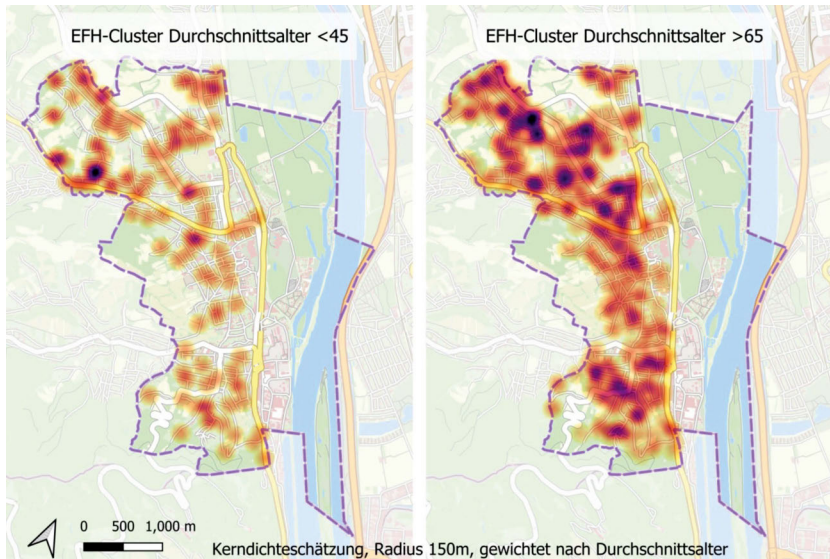 EFH-Cluster Durchschnittsalter <45
EFH-Cluster Durchschnittsalter >65
0 500 1,000 m
Kerndichteschätzung, Radius 150m, gewichtet nach Durchschnittsalter